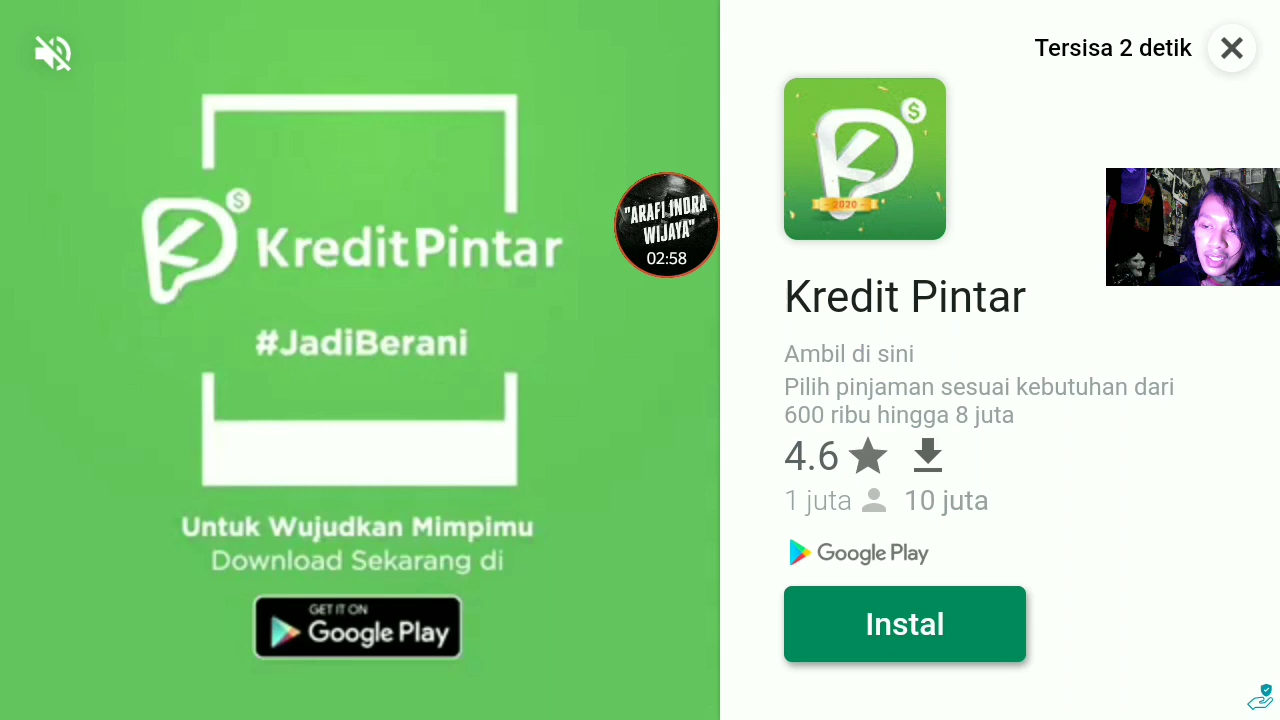 KreditPintar
#JadiBerani
Untuk Wujudkan Mimpimu
Download Sekarang di
GET IT ON
Google Play
"ARAFI INDRA
WIJAYA"
02:58
Tersisa 2 detik
$
2020
Kredit Pintar
Ambil di sini
Pilih pinjaman sesuai kebutuhan dari
600 ribu hingga 8 juta
4.6
1 juta 10 juta
Google Play
Instal